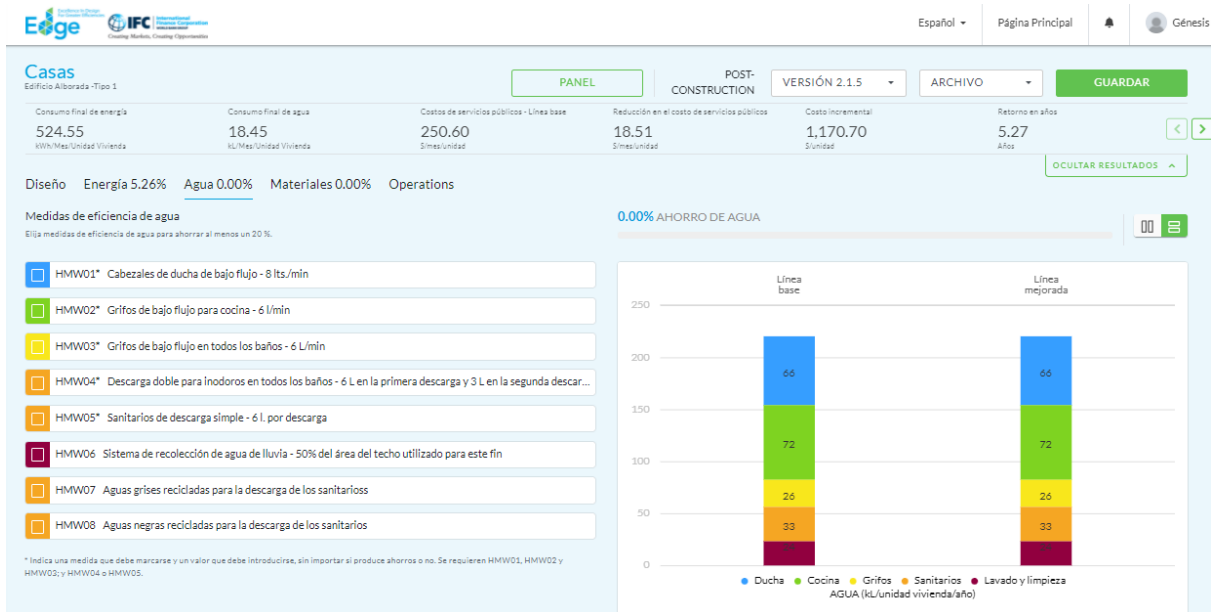 Excellence in Design
For Greater Efficiencies
Edge
IFC International Finance Corporation
WORLD BANK GROUP
Creating Markets, Creating Opportunities
Español
Página Principal
Génesis
Casas
Edificio Alborada -Tipo 1
PANEL
POST-
CONSTRUCTION
VERSIÓN 2.1.5
ARCHIVO
GUARDAR
Consumo final de energía
524.55
kWh/Mes/Unidad Vivienda
Consumo final de agua
18.45
kL/Mes/Unidad Vivienda
Costos de servicios públicos - Línea base
250.60
$/mes/unidad
Reducción en el costo de servicios públicos
18.51
$/mes/unidad
Costo incremental
1,170.70
$/unidad
Retorno en años
5.27
Años
OCULTAR RESULTADOS
Diseño Energía 5.26% Agua 0.00% Materiales 0.00% Operations
Medidas de eficiencia de agua
Elija medidas de eficiencia de agua para ahorrar al menos un 20 %.
0.00% AHORRO DE AGUA
HMW01* Cabezales de ducha de bajo flujo - 8 lts./min
HMW02* Grifos de bajo flujo para cocina - 6 l/min
HMW03* Grifos de bajo flujo en todos los baños - 6 L/min
HMW04* Descarga doble para inodoros en todos los baños - 6 L en la primera descarga y 3 L en la segunda descar...
HMW05* Sanitarios de descarga simple - 6 l. por descarga
HMW06 Sistema de recolección de agua de lluvia - 50% del área del techo utilizado para este fin
HMW07 Aguas grises recicladas para la descarga de los sanitarioss
HMW08 Aguas negras recicladas para la descarga de los sanitarios
* Indica una medida que debe marcarse y un valor que debe introducirse, sin importar si produce ahorros o no. Se requieren HMW01, HMW02 y
HMW03; y HMW04 o HMW05.
Línea
base
Línea
mejorada
250
200
150
100
50
0
66
72
26
33
66
72
26
33
Ducha Cocina Grifos Sanitarios Lavado y limpieza
AGUA (kL/unidad vivienda/año)